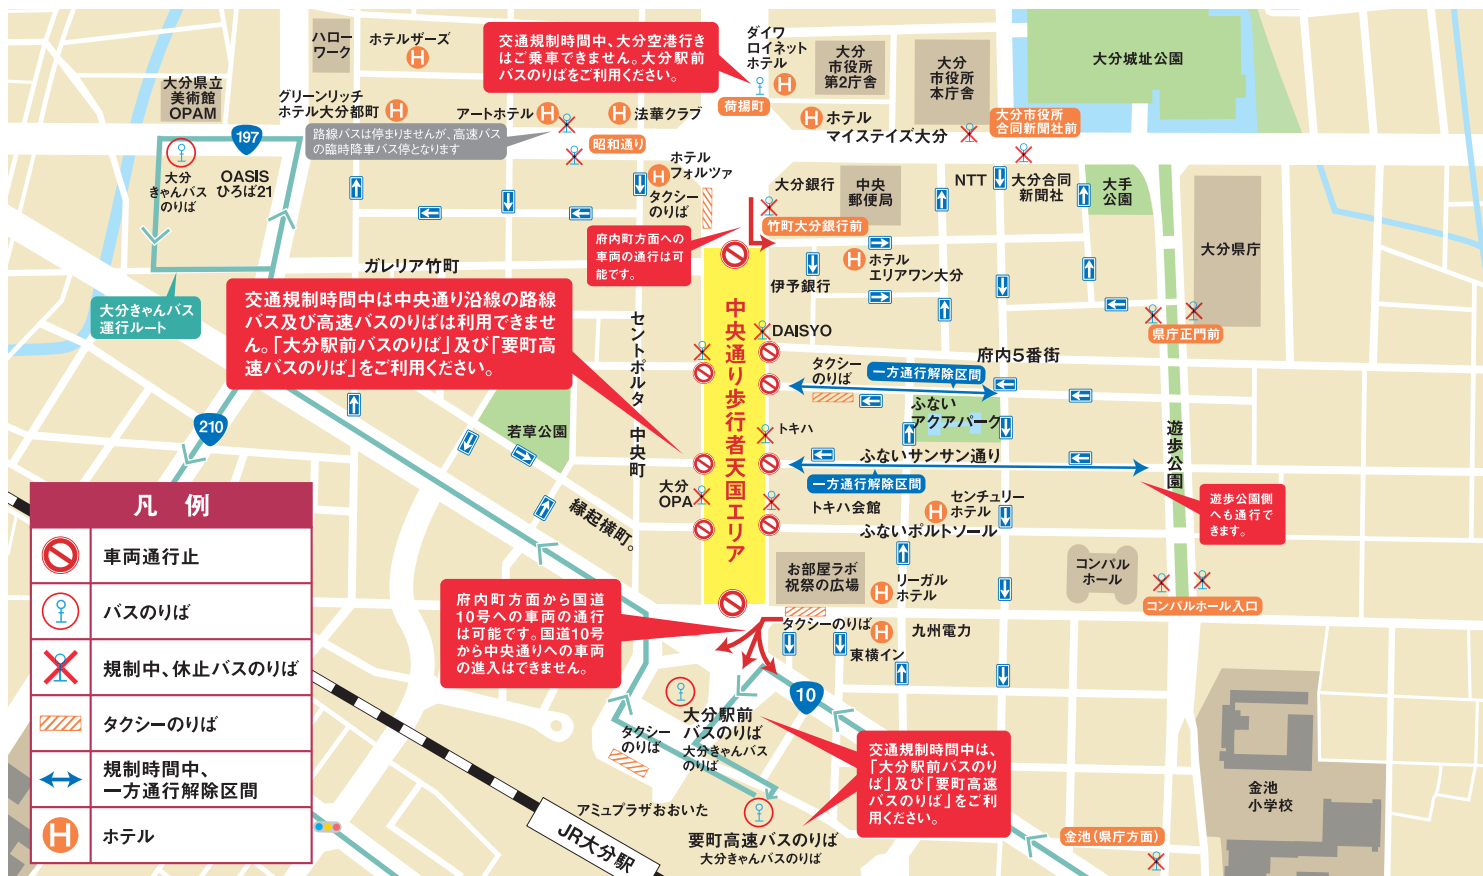 ハロー
ワーク
ホテルザーズ
交通規制時間中、大分空港行き
はご乗車できません。大分駅前
バスのりばをご利用ください。
ダイワ
ロイネット
ホテル
大分
市役所
第2庁舎
大分
市役所
本庁舎
大分城址公園
大分県立
美術館
OPAM
グリーンリッチ
ホテル大分都町
アートホテル
法華クラブ
荷揚町
ホテル
マイステイズ大分
大分市役所
合同新聞社前
197
路線バスは停まりませんが、高速バス
の臨時降車バス停となります
昭和通り
大分
きゃんバス
のりば
OASIS
ひろば21
ホテル
フォルツァ
タクシー
のりば
大分銀行
中央
郵便局
NTT
大分合同
新聞社
大手
公園
竹町大分銀行前
府内町方面への
車両の通行は可
能です。
ホテル
エリアワン大分
大分県庁
ガレリア竹町
伊予銀行
大分きゃんバス
運行ルート
交通規制時間中は中央通り沿線の路線
バス及び高速バスのりばは利用できませ
ん。「大分駅前バスのりば」及び「要町高
速バスのりば」をご利用ください。
セントポルタ 中央町
中央通り歩行者天国エリア
DAISYO
県庁正門前
府内5番街
タクシー
のりば
一方通行解除区間
ふない
アクアパーク
210
若草公園
トキハ
遊歩公園
ふないサンサン通り
一方通行解除区間
大分
OPA
トキハ会館
センチュリー
ホテル
遊歩公園側
へも通行で
きます。
縁起横町。
ふないポルトソール
凡例
車両通行止
バスのりば
規制中、休止バスのりば
タクシーのりば
規制時間中、
一方通行解除区間
ホテル
お部屋ラボ
祝祭の広場
リーガル
ホテル
コンパル
ホール
コンパルホール入口
府内町方面から国道
10号への車両の通行
は可能です。国道10号
から中央通りへの車両
の進入はできません。
タクシーのりば
九州電力
東横イン
10
大分駅前
バスのりば
大分きゃんバス
のりば
タクシー
のりば
交通規制時間中は、
「大分駅前バスのり
ば」及び「要町高速
バスのりば」をご利
用ください。
金池
小学校
アミュプラザおおいた
JR大分駅
要町高速バスのりば
大分きゃんバスのりば
金池(県庁方面)